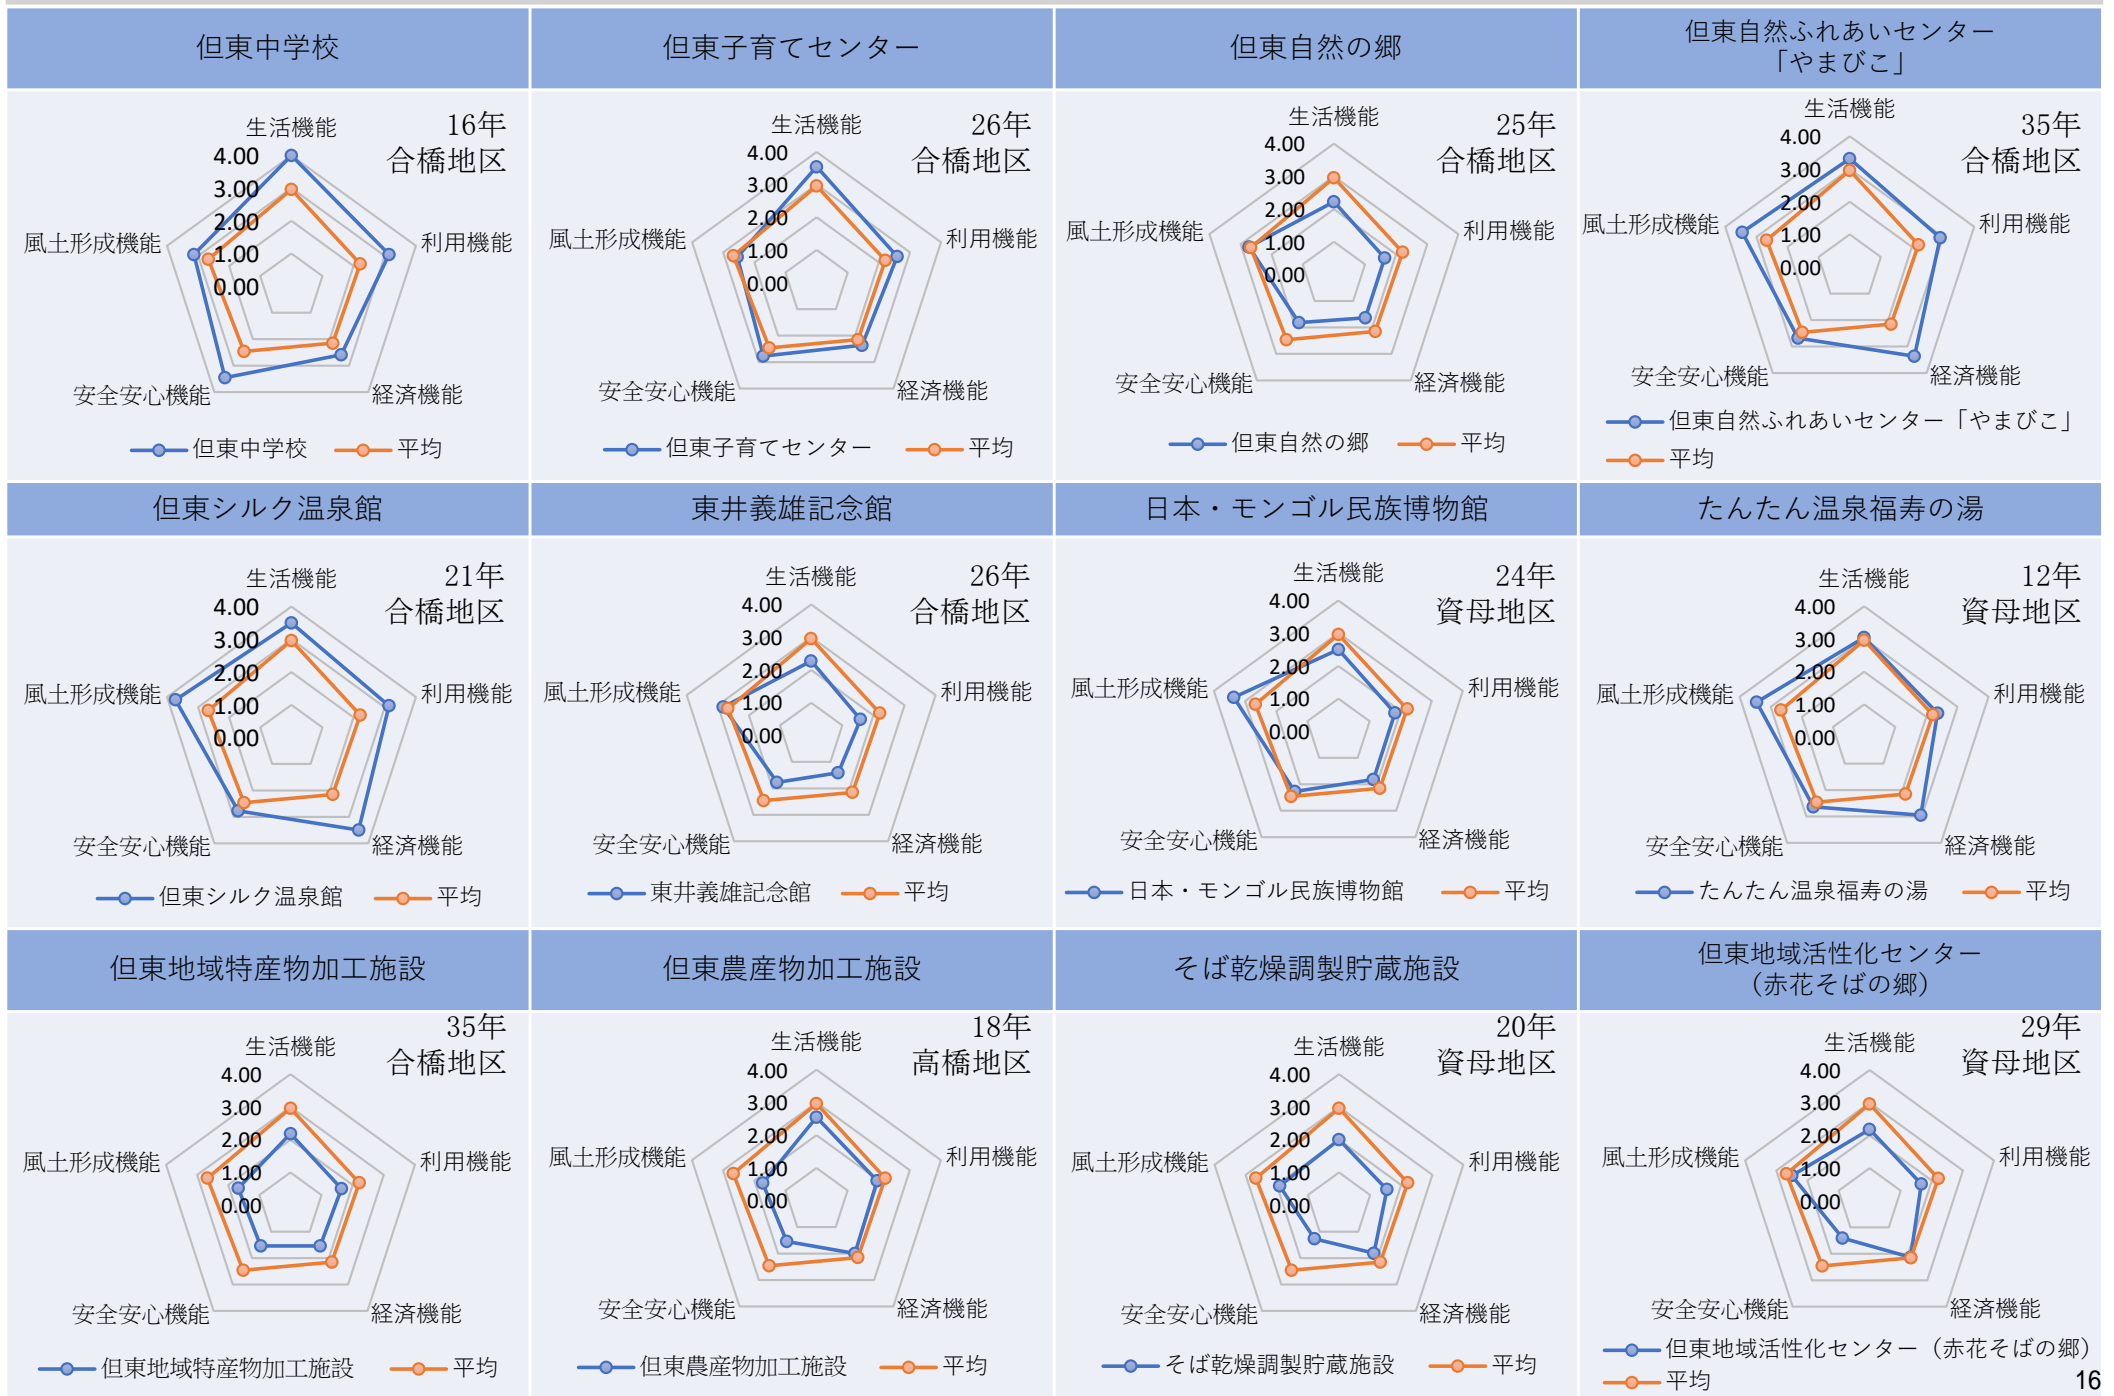 但東中学校
但東子育てセンター
但東自然の郷
但東自然ふれあいセンター
「やまびこ」
16年
合橋地区
生活機能
4.00
3.00
2.00
1.00
0.00
風土形成機能
利用機能
安全安心機能
経済機能
但東中学校
平均
26年
合橋地区
生活機能
4.00
3.00
2.00
1.00
0.00
風土形成機能
利用機能
安全安心機能
経済機能
但東子育てセンター
平均
25年
合橋地区
生活機能
4.00
3.00
2.00
1.00
0.00
風土形成機能
利用機能
安全安心機能
経済機能
但東自然の郷
平均
35年
合橋地区
生活機能
4.00
3.00
2.00
1.00
0.00
風土形成機能
利用機能
安全安心機能
経済機能
但東自然ふれあいセンター「やまびこ」
平均
但東シルク温泉館
東井義雄記念館
日本・モンゴル民族博物館
たんたん温泉福寿の湯
21年
合橋地区
生活機能
4.00
3.00
2.00
1.00
0.00
風土形成機能
利用機能
安全安心機能
経済機能
但東シルク温泉館
平均
26年
合橋地区
生活機能
4.00
3.00
2.00
1.00
0.00
風土形成機能
利用機能
安全安心機能
経済機能
東井義雄記念館
平均
24年
資母地区
生活機能
4.00
3.00
2.00
1.00
0.00
風土形成機能
利用機能
安全安心機能
経済機能
日本・モンゴル民族博物館
平均
12年
資母地区
生活機能
4.00
3.00
2.00
1.00
0.00
風土形成機能
利用機能
安全安心機能
経済機能
たんたん温泉福寿の湯
平均
但東地域特産物加工施設
但東農産物加工施設
そば乾燥調製貯蔵施設
但東地域活性化センター
（赤花そばの郷）
35年
合橋地区
生活機能
4.00
3.00
2.00
1.00
0.00
風土形成機能
利用機能
安全安心機能
経済機能
但東地域特産物加工施設
平均
18年
高橋地区
生活機能
4.00
3.00
2.00
1.00
0.00
風土形成機能
利用機能
安全安心機能
経済機能
但東農産物加工施設
平均
20年
資母地区
生活機能
4.00
3.00
2.00
1.00
0.00
風土形成機能
利用機能
安全安心機能
経済機能
そば乾燥調製貯蔵施設
平均
29年
資母地区
生活機能
4.00
3.00
2.00
1.00
0.00
風土形成機能
利用機能
安全安心機能
経済機能
但東地域活性化センター（赤花そばの郷）
平均
16